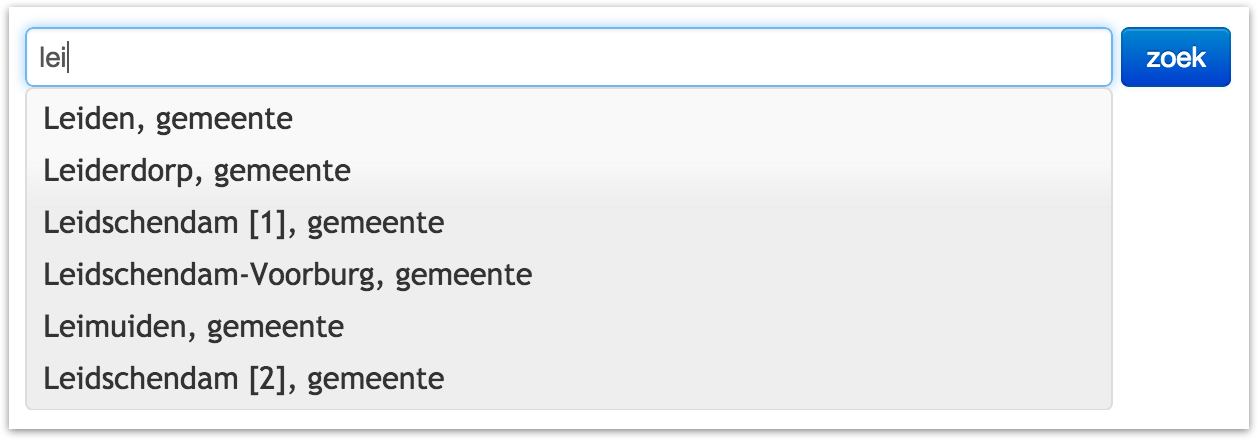 lei
zoek
Leiden, gemeente
Leiderdorp, gemeente
Leidschendam [1], gemeente
Leidschendam-Voorburg, gemeente
Leimuiden, gemeente
Leidschendam [2], gemeente